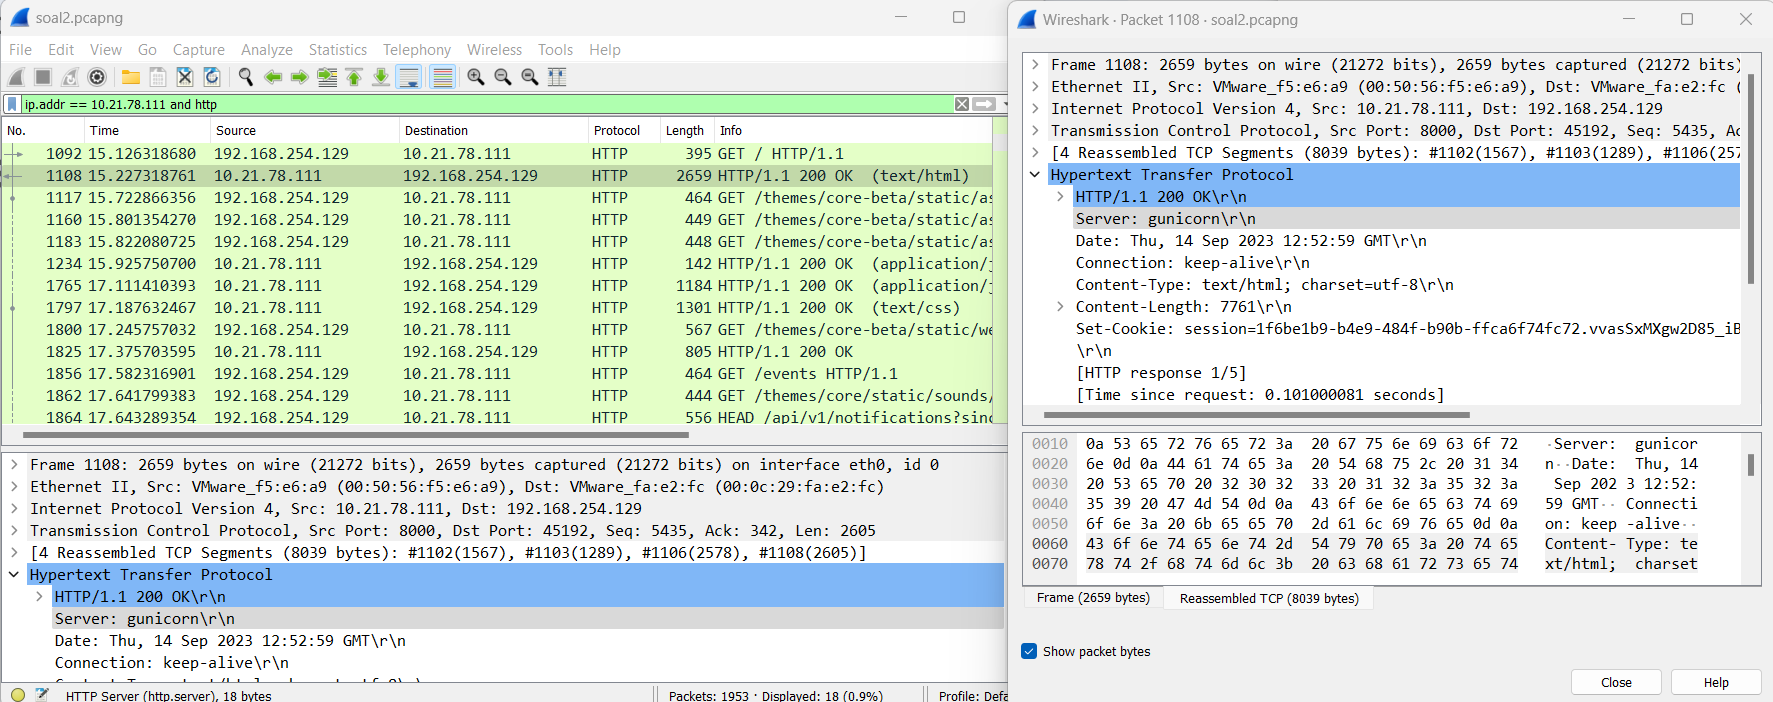 soal2.pcapng
File Edit View Go Capture Analyze Statistics Telephony Wireless Tools Help
ip.addr == 10.21.78.111 and http
No. Time Source Destination Protocol Length Info
1092 15.126318680 192.168.254.129 10.21.78.111 HTTP 395 GET / HTTP/1.1
1108 15.227318761 10.21.78.111 192.168.254.129 HTTP 2659 HTTP/1.1 200 OK (text/html)
1117 15.722866356 192.168.254.129 10.21.78.111 HTTP 464 GET /themes/core-beta/static/as
1160 15.801354270 192.168.254.129 10.21.78.111 HTTP 449 GET /themes/core-beta/static/as
1183 15.822080725 192.168.254.129 10.21.78.111 HTTP 448 GET /themes/core-beta/static/as
1234 15.925750700 10.21.78.111 192.168.254.129 HTTP 142 HTTP/1.1 200 OK (application/j
1765 17.111410393 10.21.78.111 192.168.254.129 HTTP 1184 HTTP/1.1 200 OK (application/j
1797 17.187632467 10.21.78.111 192.168.254.129 HTTP 1301 HTTP/1.1 200 OK (text/css)
1800 17.245757032 192.168.254.129 10.21.78.111 HTTP 567 GET /themes/core-beta/static/we
1825 17.375703595 10.21.78.111 192.168.254.129 HTTP 805 HTTP/1.1 200 OK
1856 17.582316901 192.168.254.129 10.21.78.111 HTTP 464 GET /events HTTP/1.1
1862 17.641799383 192.168.254.129 10.21.78.111 HTTP 444 GET /themes/core/static/sounds/
1864 17.643289354 192.168.254.129 10.21.78.111 HTTP 556 HEAD /api/v1/notifications?sinc
Frame 1108: 2659 bytes on wire (21272 bits), 2659 bytes captured (21272 bits) on interface eth0, id 0
Ethernet II, Src: VMware_f5:e6:a9 (00:50:56:f5:e6:a9), Dst: VMware_fa:e2:fc (00:0c:29:fa:e2:fc)
Internet Protocol Version 4, Src: 10.21.78.111, Dst: 192.168.254.129
Transmission Control Protocol, Src Port: 8000, Dst Port: 45192, Seq: 5435, Ack: 342, Len: 2605
[4 Reassembled TCP Segments (8039 bytes): #1102(1567), #1103(1289), #1106(2578), #1108(2605)]
Hypertext Transfer Protocol
HTTP/1.1 200 OK\r\n
Server: gunicorn\r\n
Date: Thu, 14 Sep 2023 12:52:59 GMT\r\n
Connection: keep-alive\r\n
HTTP Server (http.server), 18 bytes
Packets: 1953 · Displayed: 18 (0.9%)
Profile: Defa
Wireshark · Packet 1108 · soal2.pcapng
Frame 1108: 2659 bytes on wire (21272 bits), 2659 bytes captured (21272 bits)
Ethernet II, Src: VMware_f5:e6:a9 (00:50:56:f5:e6:a9), Dst: VMware_fa:e2:fc (
Internet Protocol Version 4, Src: 10.21.78.111, Dst: 192.168.254.129
Transmission Control Protocol, Src Port: 8000, Dst Port: 45192, Seq: 5435, Ac
[4 Reassembled TCP Segments (8039 bytes): #1102(1567), #1103(1289), #1106(257
Hypertext Transfer Protocol
HTTP/1.1 200 OK\r\n
Server: gunicorn\r\n
Date: Thu, 14 Sep 2023 12:52:59 GMT\r\n
Connection: keep-alive\r\n
Content-Type: text/html; charset=utf-8\r\n
Content-Length: 7761\r\n
Set-Cookie: session=1f6be1b9-b4e9-484f-b90b-ffca6f74fc72.vvasSxMXgw2D85_iB
\r\n
[HTTP response 1/5]
[Time since request: 0.101000081 seconds]
0010 0a 53 65 72 76 65 72 3a 20 67 75 6e 69 63 6f 72 ·Server: gunicor
0020 6e 0d 0a 44 61 74 65 3a 20 54 68 75 2c 20 31 34 n··Date: Thu, 14
0030 20 53 65 70 20 32 30 32 33 20 31 32 3a 35 32 3a Sep 202 3 12:52:
0040 35 39 20 47 4d 54 0d 0a 43 6f 6e 6e 65 63 74 69 59 GMT·· Connecti
0050 6f 6e 3a 20 6b 65 65 70 2d 61 6c 69 76 65 0d 0a on: keep -alive··
0060 43 6f 6e 74 65 6e 74 2d 54 79 70 65 3a 20 74 65 Content- Type: te
0070 78 74 2f 68 74 6d 6c 3b 20 63 68 61 72 73 65 74 xt/html; charset
Frame (2659 bytes) Reassembled TCP (8039 bytes)
Show packet bytes
Close Help